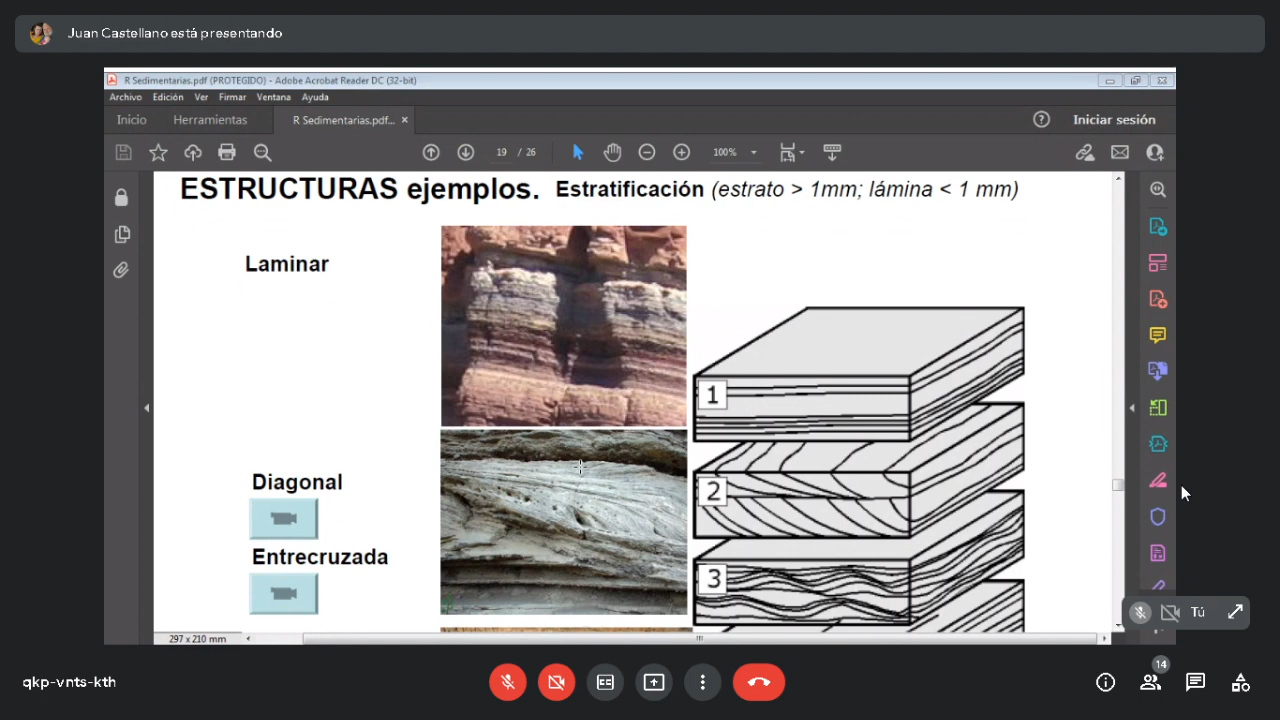 Juan Castellano está presentando
R Sedimentarias.pdf (PROTEGIDO) - Adobe Acrobat Reader DC (32-bit)
Archivo Edición Ver Firmar Ventana Ayuda
Inicio Herramientas R Sedimentarias.pdf... × Iniciar sesión
19 / 26 100%
ESTRUCTURAS ejemplos. Estratificación (estrato > 1mm; lámina < 1 mm)
Laminar
1
Diagonal
2
Entrecruzada
3
Tú
297 x 210 mm
14
qkp-vnts-kth